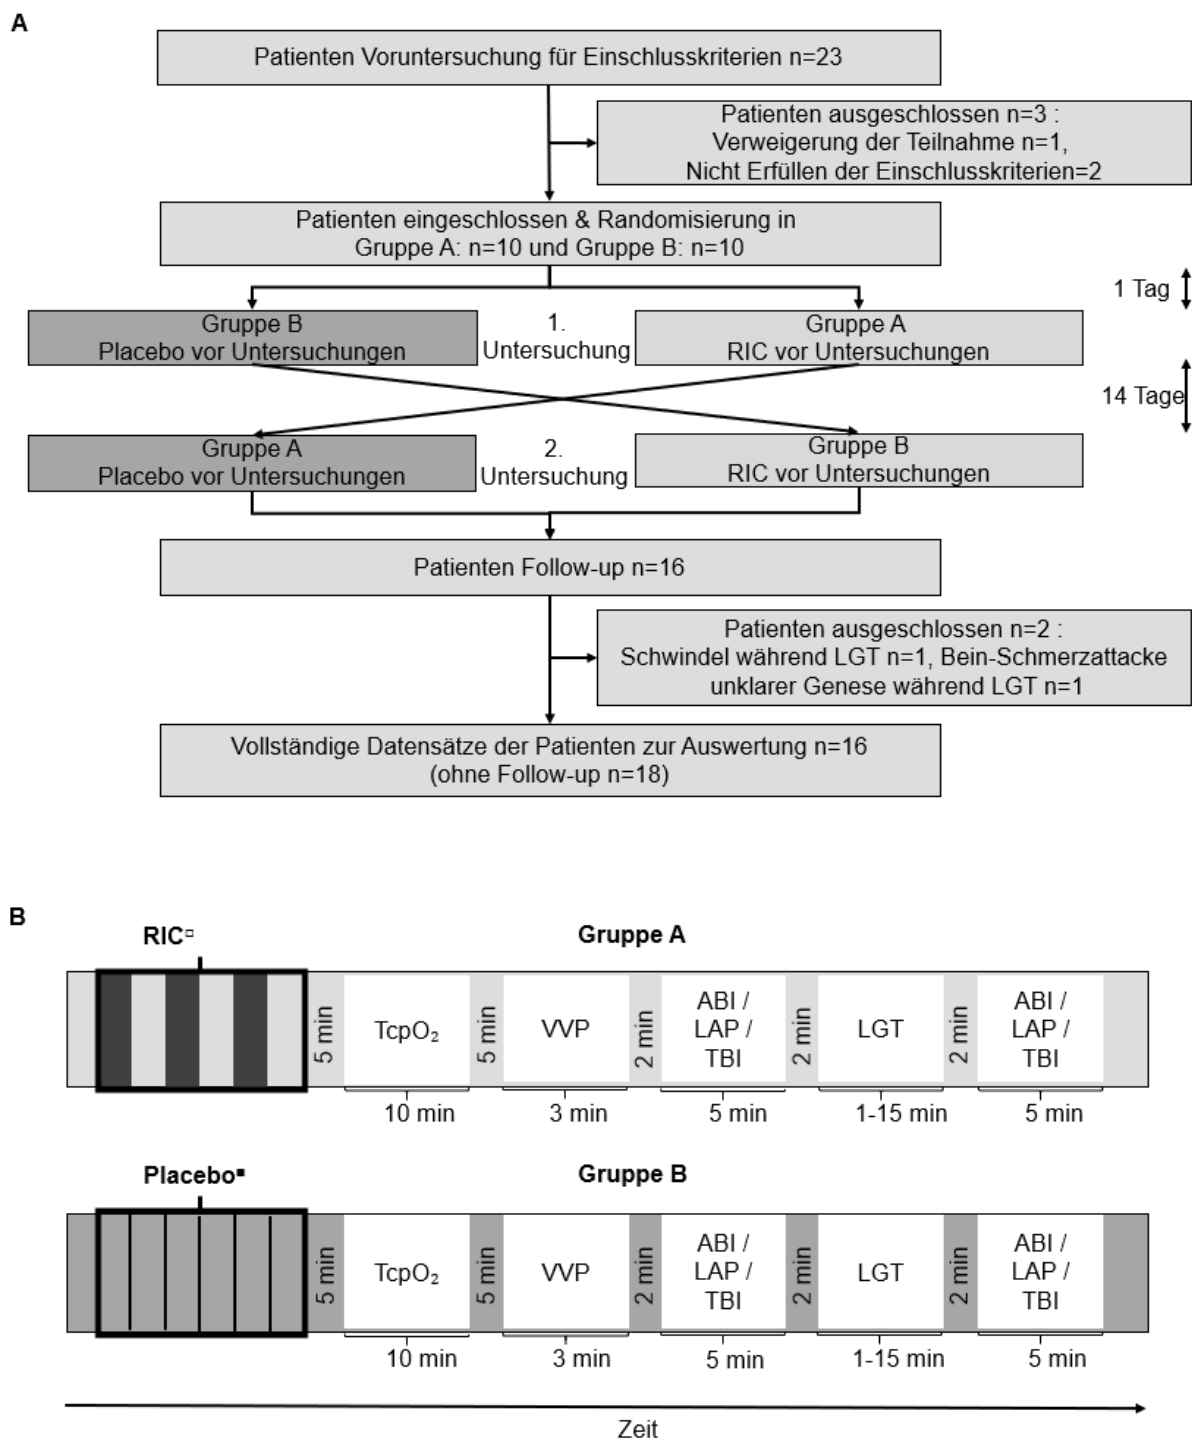 A
Patienten Voruntersuchung für Einschlusskriterien n=23
Patienten ausgeschlossen n=3 :
Verweigerung der Teilnahme n=1,
Nicht Erfüllen der Einschlusskriterien=2
Patienten eingeschlossen & Randomisierung in
Gruppe A: n=10 und Gruppe B: n=10
1 Tag
Gruppe B
Placebo vor Untersuchungen
1.
Untersuchung
Gruppe A
RIC vor Untersuchungen
14 Tage
Gruppe A
Placebo vor Untersuchungen
2.
Untersuchung
Gruppe B
RIC vor Untersuchungen
Patienten Follow-up n=16
Patienten ausgeschlossen n=2 :
Schwindel während LGT n=1, Bein-Schmerzattacke
unklarer Genese während LGT n=1
Vollständige Datensätze der Patienten zur Auswertung n=16
(ohne Follow-up n=18)
B
RIC▫
Gruppe A
5 min
TcpO₂
5 min
VVP
2 min
ABI /
LAP /
TBI
2 min
LGT
2 min
ABI /
LAP /
TBI
10 min
3 min
5 min
1-15 min
5 min
Placebo▪
Gruppe B
5 min
TcpO₂
5 min
VVP
2 min
ABI /
LAP /
TBI
2 min
LGT
2 min
ABI /
LAP /
TBI
10 min
3 min
5 min
1-15 min
5 min
Zeit